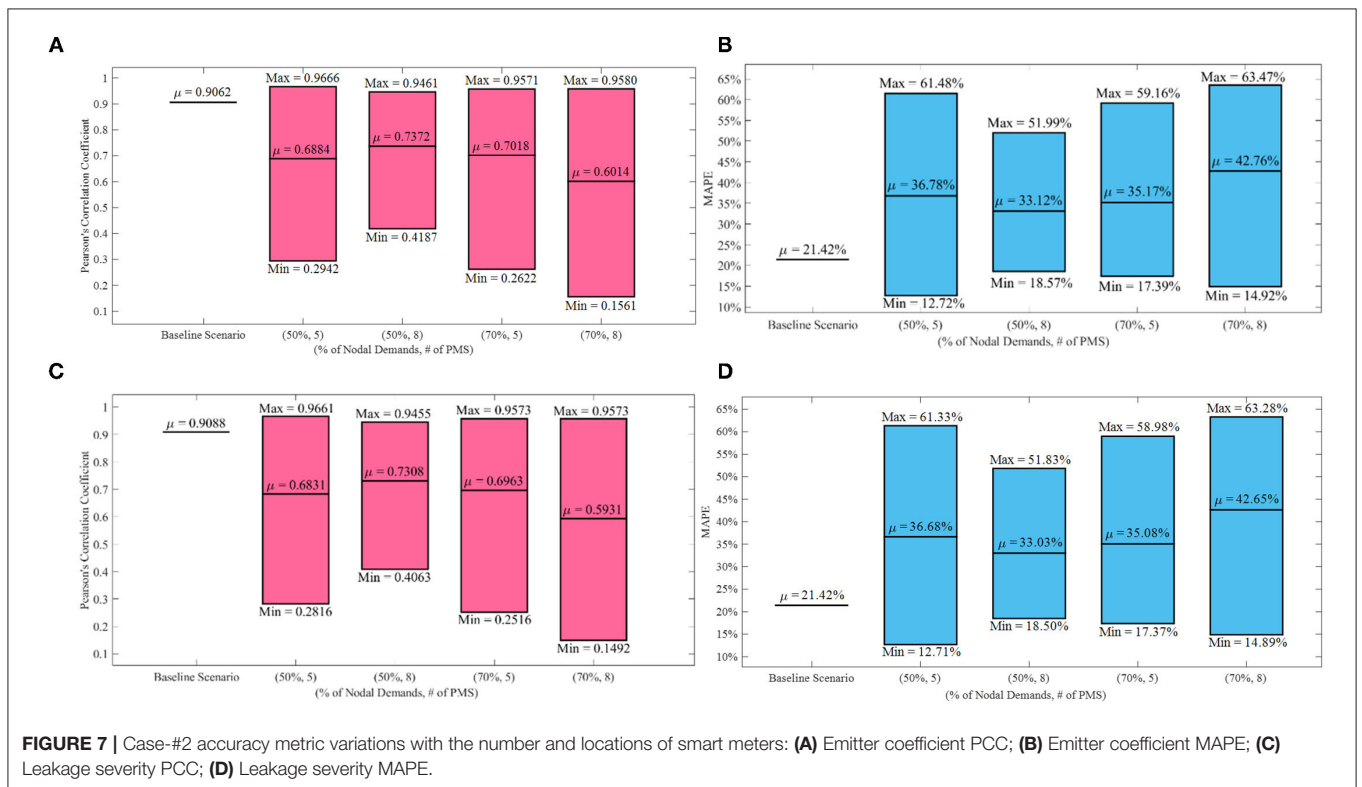 A
Pearson's Correlation Coefficient
1
0.9
0.8
0.7
0.6
0.5
0.4
0.3
0.2
0.1
μ = 0.9062
Max = 0.9666
μ = 0.6884
Min = 0.2942
Max = 0.9461
μ = 0.7372
Min = 0.4187
Max = 0.9571
μ = 0.7018
Min = 0.2622
Max = 0.9580
μ = 0.6014
Min = 0.1561
Baseline Scenario (50%, 5) (50%, 8) (70%, 5) (70%, 8)
(% of Nodal Demands, # of PMS)
B
MAPE
65%
60%
55%
50%
45%
40%
35%
30%
25%
20%
15%
10%
μ = 21.42%
Max = 61.48%
μ = 36.78%
Min = 12.72%
Max = 51.99%
μ = 33.12%
Min = 18.57%
Max = 59.16%
μ = 35.17%
Min = 17.39%
Max = 63.47%
μ = 42.76%
Min = 14.92%
Baseline Scenario (50%, 5) (50%, 8) (70%, 5) (70%, 8)
(% of Nodal Demands, # of PMS)
C
Pearson's Correlation Coefficient
1
0.9
0.8
0.7
0.6
0.5
0.4
0.3
0.2
0.1
μ = 0.9088
Max = 0.9661
μ = 0.6831
Min = 0.2816
Max = 0.9455
μ = 0.7308
Min = 0.4063
Max = 0.9573
μ = 0.6963
Min = 0.2516
Max = 0.9573
μ = 0.5931
Min = 0.1492
Baseline Scenario (50%, 5) (50%, 8) (70%, 5) (70%, 8)
(% of Nodal Demands, # of PMS)
D
MAPE
65%
60%
55%
50%
45%
40%
35%
30%
25%
20%
15%
10%
μ = 21.42%
Max = 61.33%
μ = 36.68%
Min = 12.71%
Max = 51.83%
μ = 33.03%
Min = 18.50%
Max = 58.98%
μ = 35.08%
Min = 17.37%
Max = 63.28%
μ = 42.65%
Min = 14.89%
Baseline Scenario (50%, 5) (50%, 8) (70%, 5) (70%, 8)
(% of Nodal Demands, # of PMS)
FIGURE 7 | Case-#2 accuracy metric variations with the number and locations of smart meters: (A) Emitter coefficient PCC; (B) Emitter coefficient MAPE; (C)
Leakage severity PCC; (D) Leakage severity MAPE.